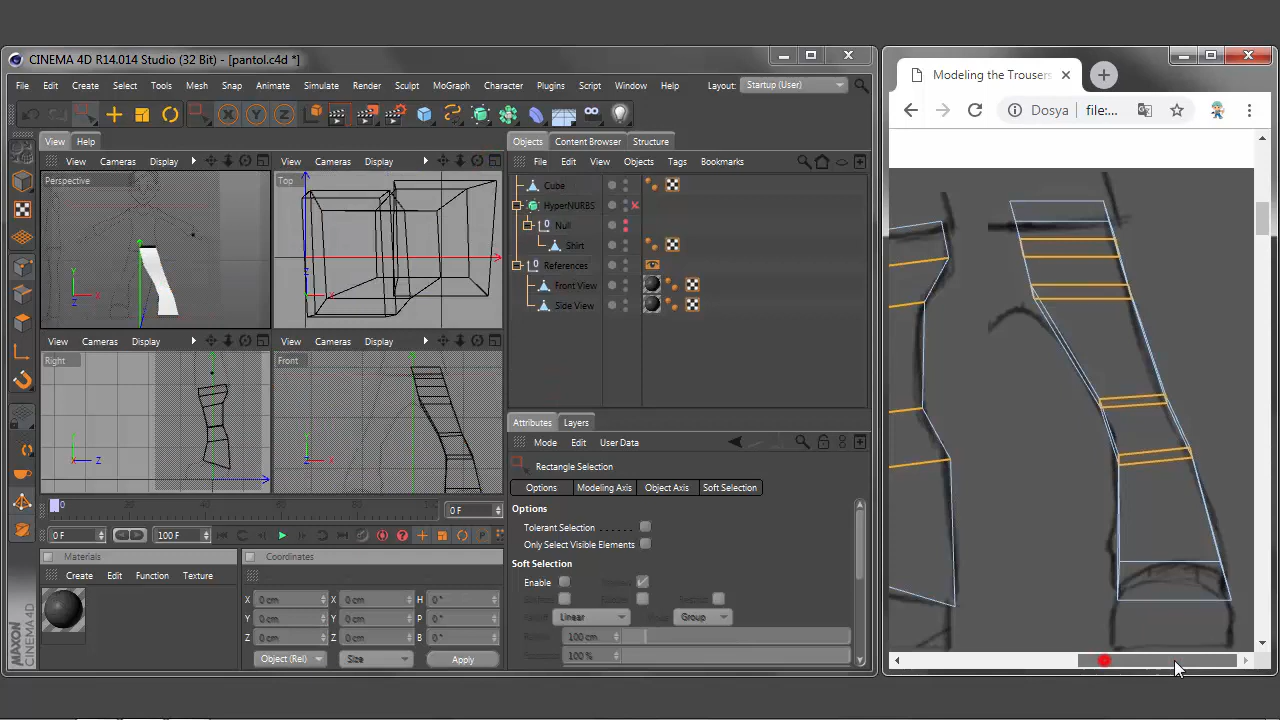 CINEMA 4D R14.014 Studio (32 Bit) - [pantol.c4d *]
File Edit Create Select Tools Mesh Snap Animate Simulate Render Sculpt MoGraph Character Plugins Script Window Help Layout: Startup (User)
View Help
View Cameras Display
Perspective
View Cameras Display
Top
View Cameras Display
Right
View Cameras Display
Front
Objects Content Browser Structure
File Edit View Objects Tags Bookmarks
Cube
HyperNURBS
Null
Shirt
References
Front View
Side View
Attributes Layers
Mode Edit User Data
Rectangle Selection
Options Modeling Axis Object Axis Soft Selection
Options
Tolerant Selection
Only Select Visible Elements
Soft Selection
Enable
Linear Group
100 cm
100 %
0 F
0 F 100 F
Materials
Create Edit Function Texture
Coordinates
X 0 cm X 0 cm H 0 °
Y 0 cm Y 0 cm P 0 °
Z 0 cm Z 0 cm B 0 °
Object (Rel) Size Apply
MAXON
CINEMA 4D
Modeling the Trousers
Dosya file:...